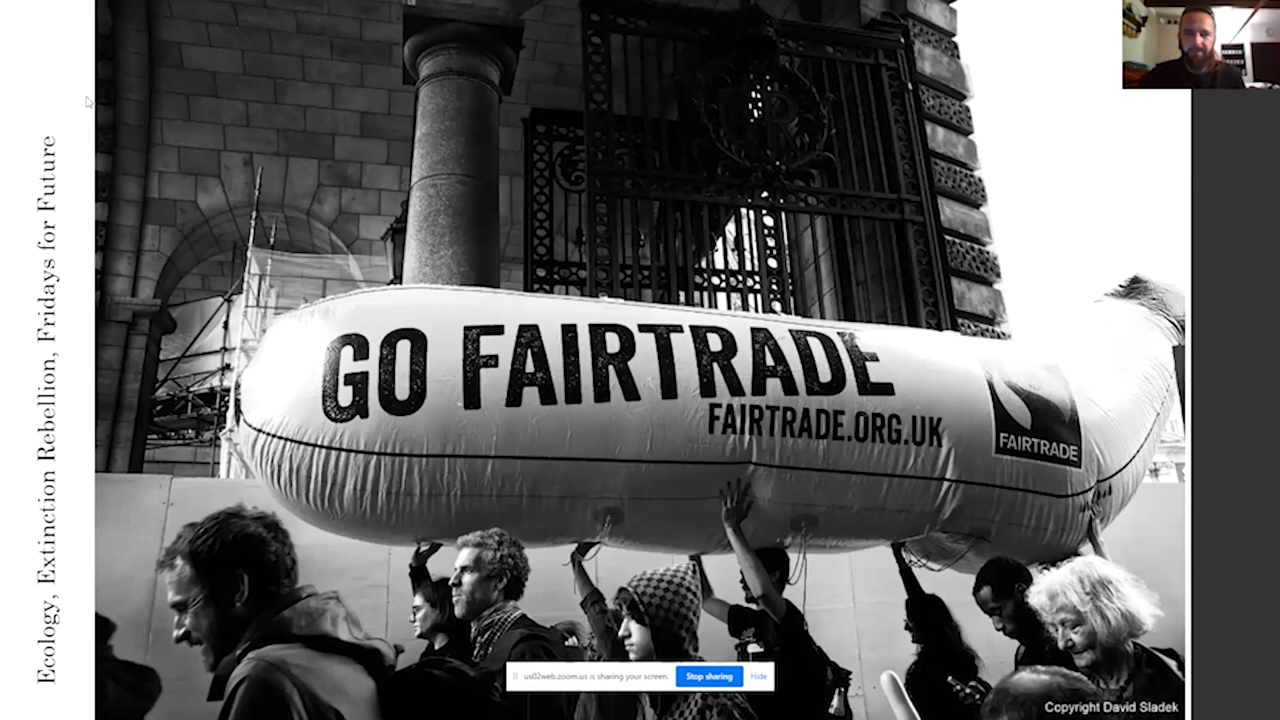 Ecology, Extinction Rebellion, Fridays for Future
GO FAIRTRADE
FAIRTRADE.ORG.UK
FAIRTRADE
us02web.zoom.us is sharing your screen.
Stop sharing
Hide
Copyright David Sladek